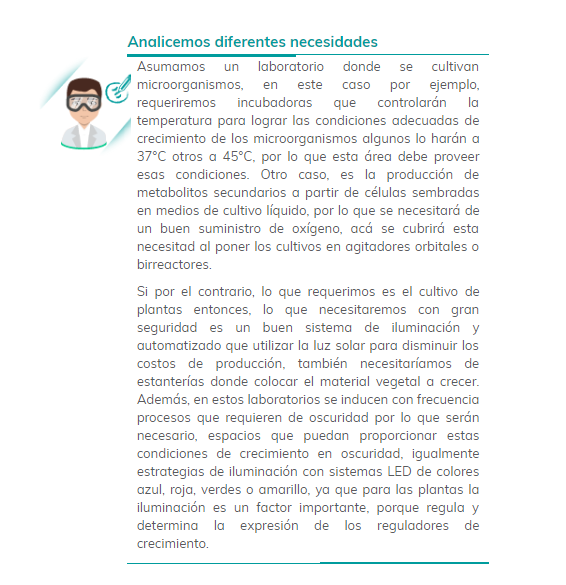 Analicemos diferentes necesidades
Asumamos un laboratorio donde se cultivan
microorganismos, en este caso por ejemplo,
requeriremos incubadoras que controlarán la
temperatura para lograr las condiciones adecuadas de
crecimiento de los microorganismos algunos lo harán a
37°C otros a 45°C, por lo que esta área debe proveer
esas condiciones. Otro caso, es la producción de
metabolitos secundarios a partir de células sembradas
en medios de cultivo líquido, por lo que se necesitará de
un buen suministro de oxígeno, acá se cubrirá esta
necesitad al poner los cultivos en agitadores orbitales o
birreactores.
Si por el contrario, lo que requerimos es el cultivo de
plantas entonces, lo que necesitaremos con gran
seguridad es un buen sistema de iluminación y
automatizado que utilizar la luz solar para disminuir los
costos de producción, también necesitaríamos de
estanterías donde colocar el material vegetal a crecer.
Además, en estos laboratorios se inducen con frecuencia
procesos que requieren de oscuridad por lo que serán
necesario, espacios que puedan proporcionar estas
condiciones de crecimiento en oscuridad, igualmente
estrategias de iluminación con sistemas LED de colores
azul, roja, verdes o amarillo, ya que para las plantas la
iluminación es un factor importante, porque regula y
determina la expresión de los reguladores de
crecimiento.